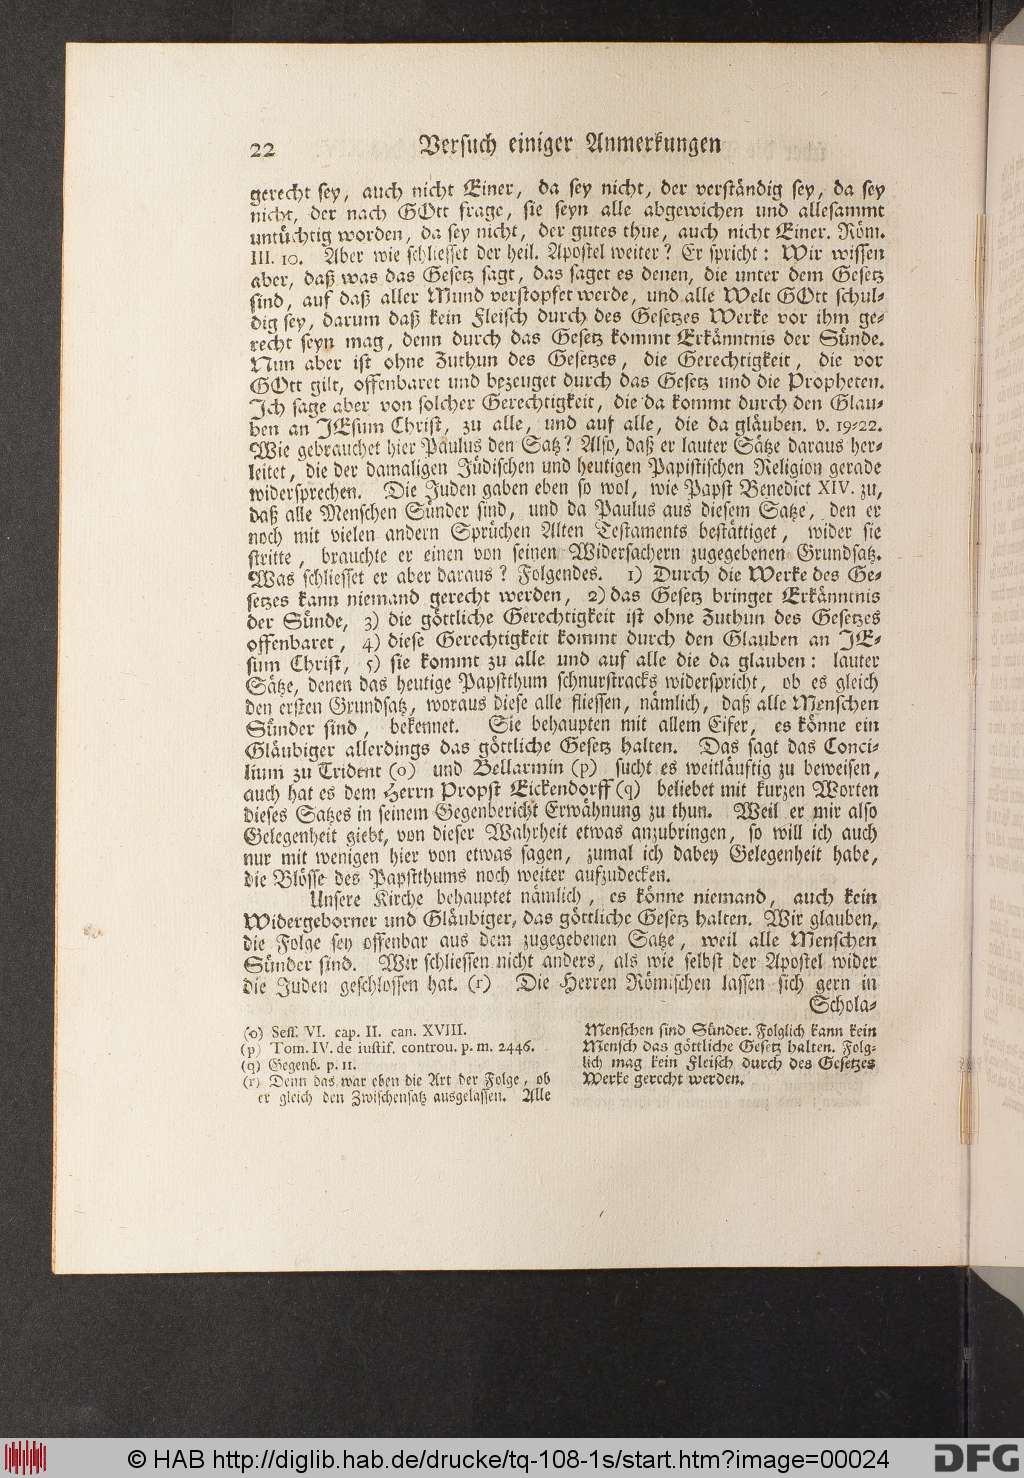 22 Versuch einiger Anmerkungen
gerecht sey, auch nicht Einer, da sey nicht, der verständig sey, da sey
nicht, der nach GOtt frage, sie seyn alle abgewichen und allesammt
untüchtig worden, da sey nicht, der gutes thue, auch nicht Einer. Röm.
III. 10. Aber wie schliesset der heil. Apostel weiter? Er spricht: Wir wissen
aber, daß was das Gesetz sagt, das saget es denen, die unter dem Gesetz
sind, auf daß aller Mund verstopfet werde, und alle Welt GOtt schul-
dig sey, darum daß kein Fleisch durch des Gesetzes Werke vor ihm ge-
recht seyn mag, denn durch das Gesetz kommt Erkänntnis der Sünde.
Nun aber ist ohne Zuthun des Gesetzes, die Gerechtigkeit, die vor
GOtt gilt, offenbaret und bezeuget durch das Gesetz und die Propheten.
Ich sage aber von solcher Gerechtigkeit, die da kommt durch den Glau-
ben an JEsum Christ, zu alle, und auf alle, die da gläuben. v. 19-22.
Wie gebrauchet hier Paulus den Satz? Also, daß er lauter Sätze daraus her-
leitet, die der damaligen Jüdischen und heutigen Papistischen Religion gerade
widersprechen. Die Juden gaben eben so wol, wie Papst Benedict XIV. zu,
daß alle Menschen Sünder sind, und da Paulus aus diesem Satze, den er
noch mit vielen andern Sprüchen Alten Testaments bestättiget, wider sie
stritte, brauchte er einen von seinen Widersachern zugegebenen Grundsatz.
Was schliesset er aber daraus? Folgendes. 1) Durch die Werke des Ge-
setzes kann niemand gerecht werden, 2) das Gesetz bringet Erkänntnis
der Sünde, 3) die göttliche Gerechtigkeit ist ohne Zuthun des Gesetzes
offenbaret, 4) diese Gerechtigkeit kommt durch den Glauben an JE-
sum Christ, 5) sie kommt zu alle und auf alle die da glauben: lauter
Sätze, denen das heutige Papstthum schnurstracks widerspricht, ob es gleich
den ersten Grundsatz, woraus diese alle fliessen, nämlich, daß alle Menschen
Sünder sind, bekennet. Sie behaupten mit allem Eifer, es könne ein
Gläubiger allerdings das göttliche Gesetz halten. Das sagt das Conci-
lium zu Trident (o) und Bellarmin (p) sucht es weitläuftig zu beweisen,
auch hat es dem Herrn Propst Eickendorff (q) beliebet mit kurzen Worten
dieses Satzes in seinem Gegenbericht Erwähnung zu thun. Weil er mir also
Gelegenheit giebt, von dieser Wahrheit etwas anzubringen, so will ich auch
nur mit wenigen hier von etwas sagen, zumal ich dabey Gelegenheit habe,
die Blösse des Papstthums noch weiter aufzudecken.
Unsere Kirche behauptet nämlich, es könne niemand, auch kein
Widergeborner und Gläubiger, das göttliche Gesetz halten. Wir glauben,
die Folge sey offenbar aus dem zugegebenen Satze, weil alle Menschen
Sünder sind. Wir schliessen nicht anders, als wie selbst der Apostel wider
die Juden geschlossen hat. (r) Die Herren Römischen lassen sich gern in
Schola-
(o) Sess. VI. cap. II. can. XVIII.
(p) Tom. IV. de iustif. controu. p. m. 2446.
(q) Gegenb. p. 11.
(r) Denn das war eben die Art der Folge, ob
er gleich den Zwischensatz ausgelassen. Alle
Menschen sind Sünder. Folglich kann kein
Mensch das göttliche Gesetz halten. Folg-
lich mag kein Fleisch durch des Gesetzes
Werke gerecht werden.
© HAB http://diglib.hab.de/drucke/tq-108-1s/start.htm?image=00024
DFG